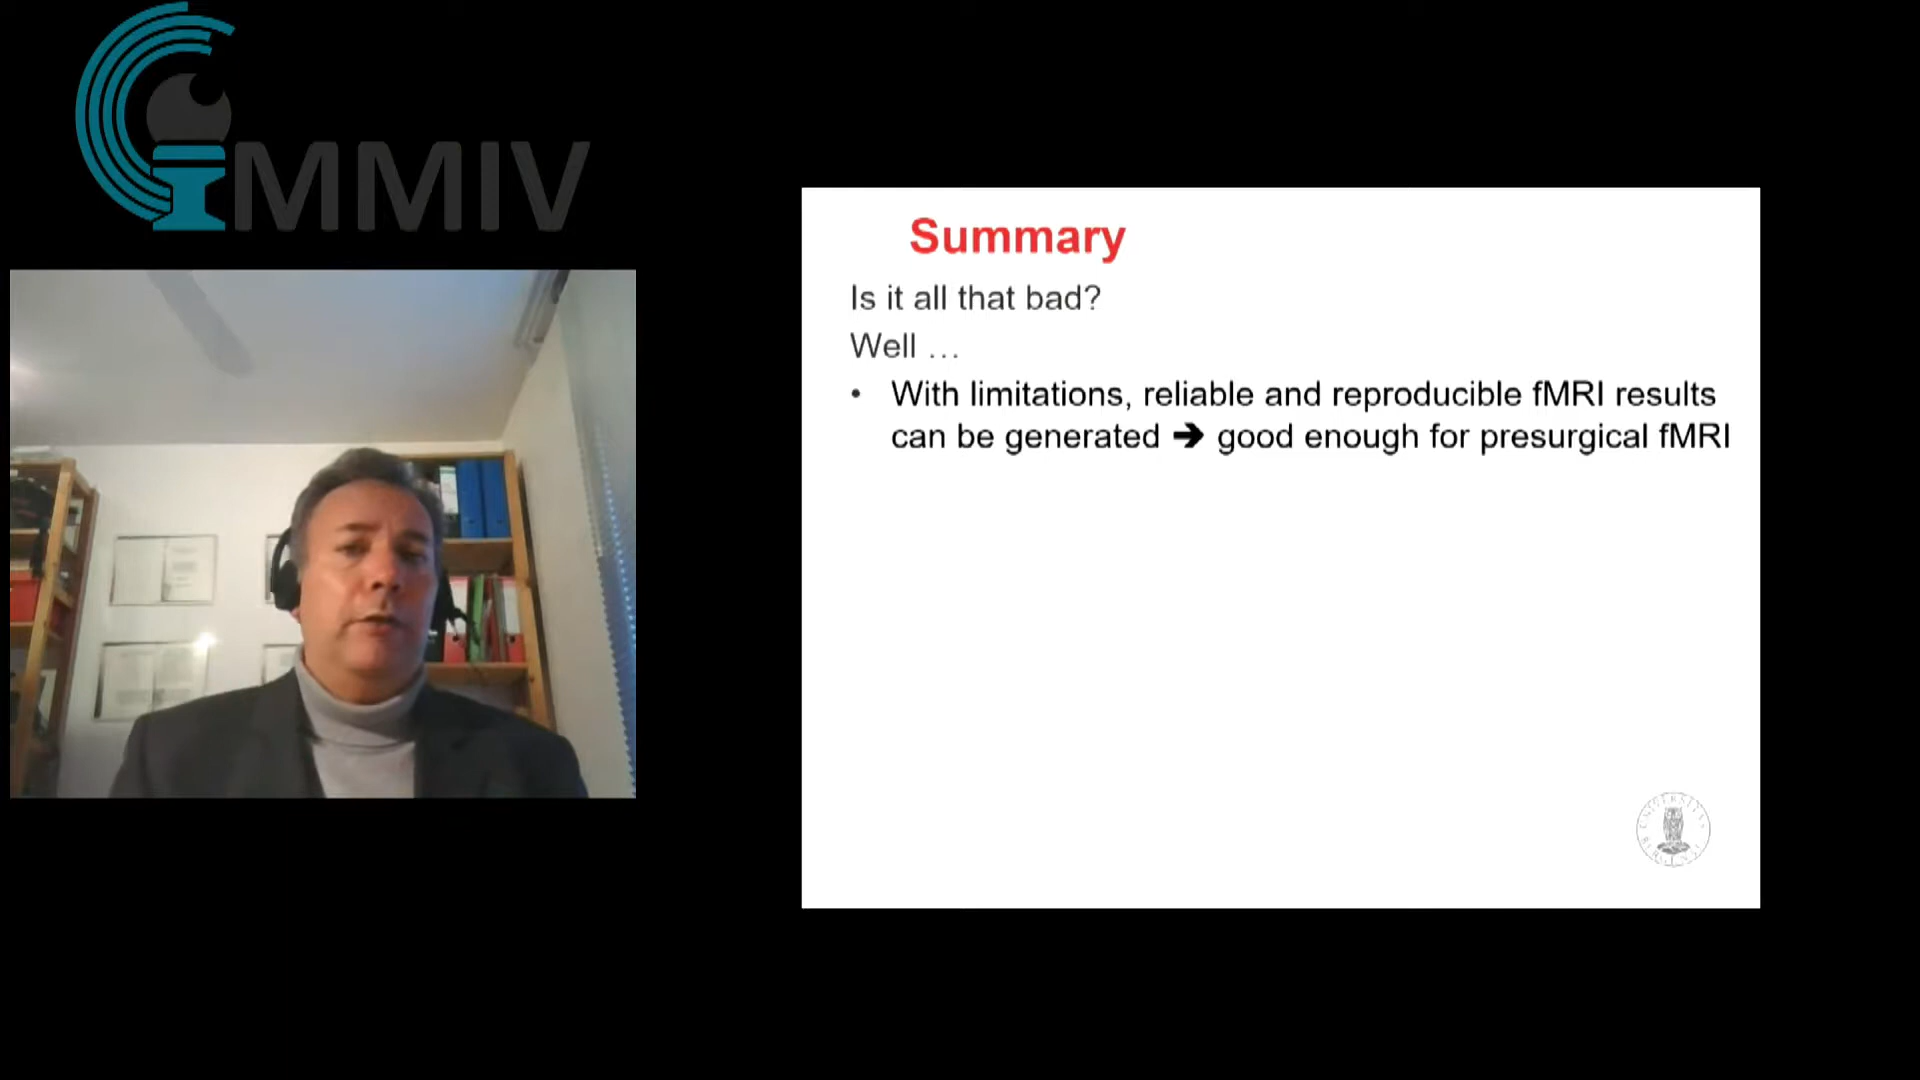 MMIV
Summary
Is it all that bad?
Well …
• With limitations, reliable and reproducible fMRI results
can be generated ➔ good enough for presurgical fMRI